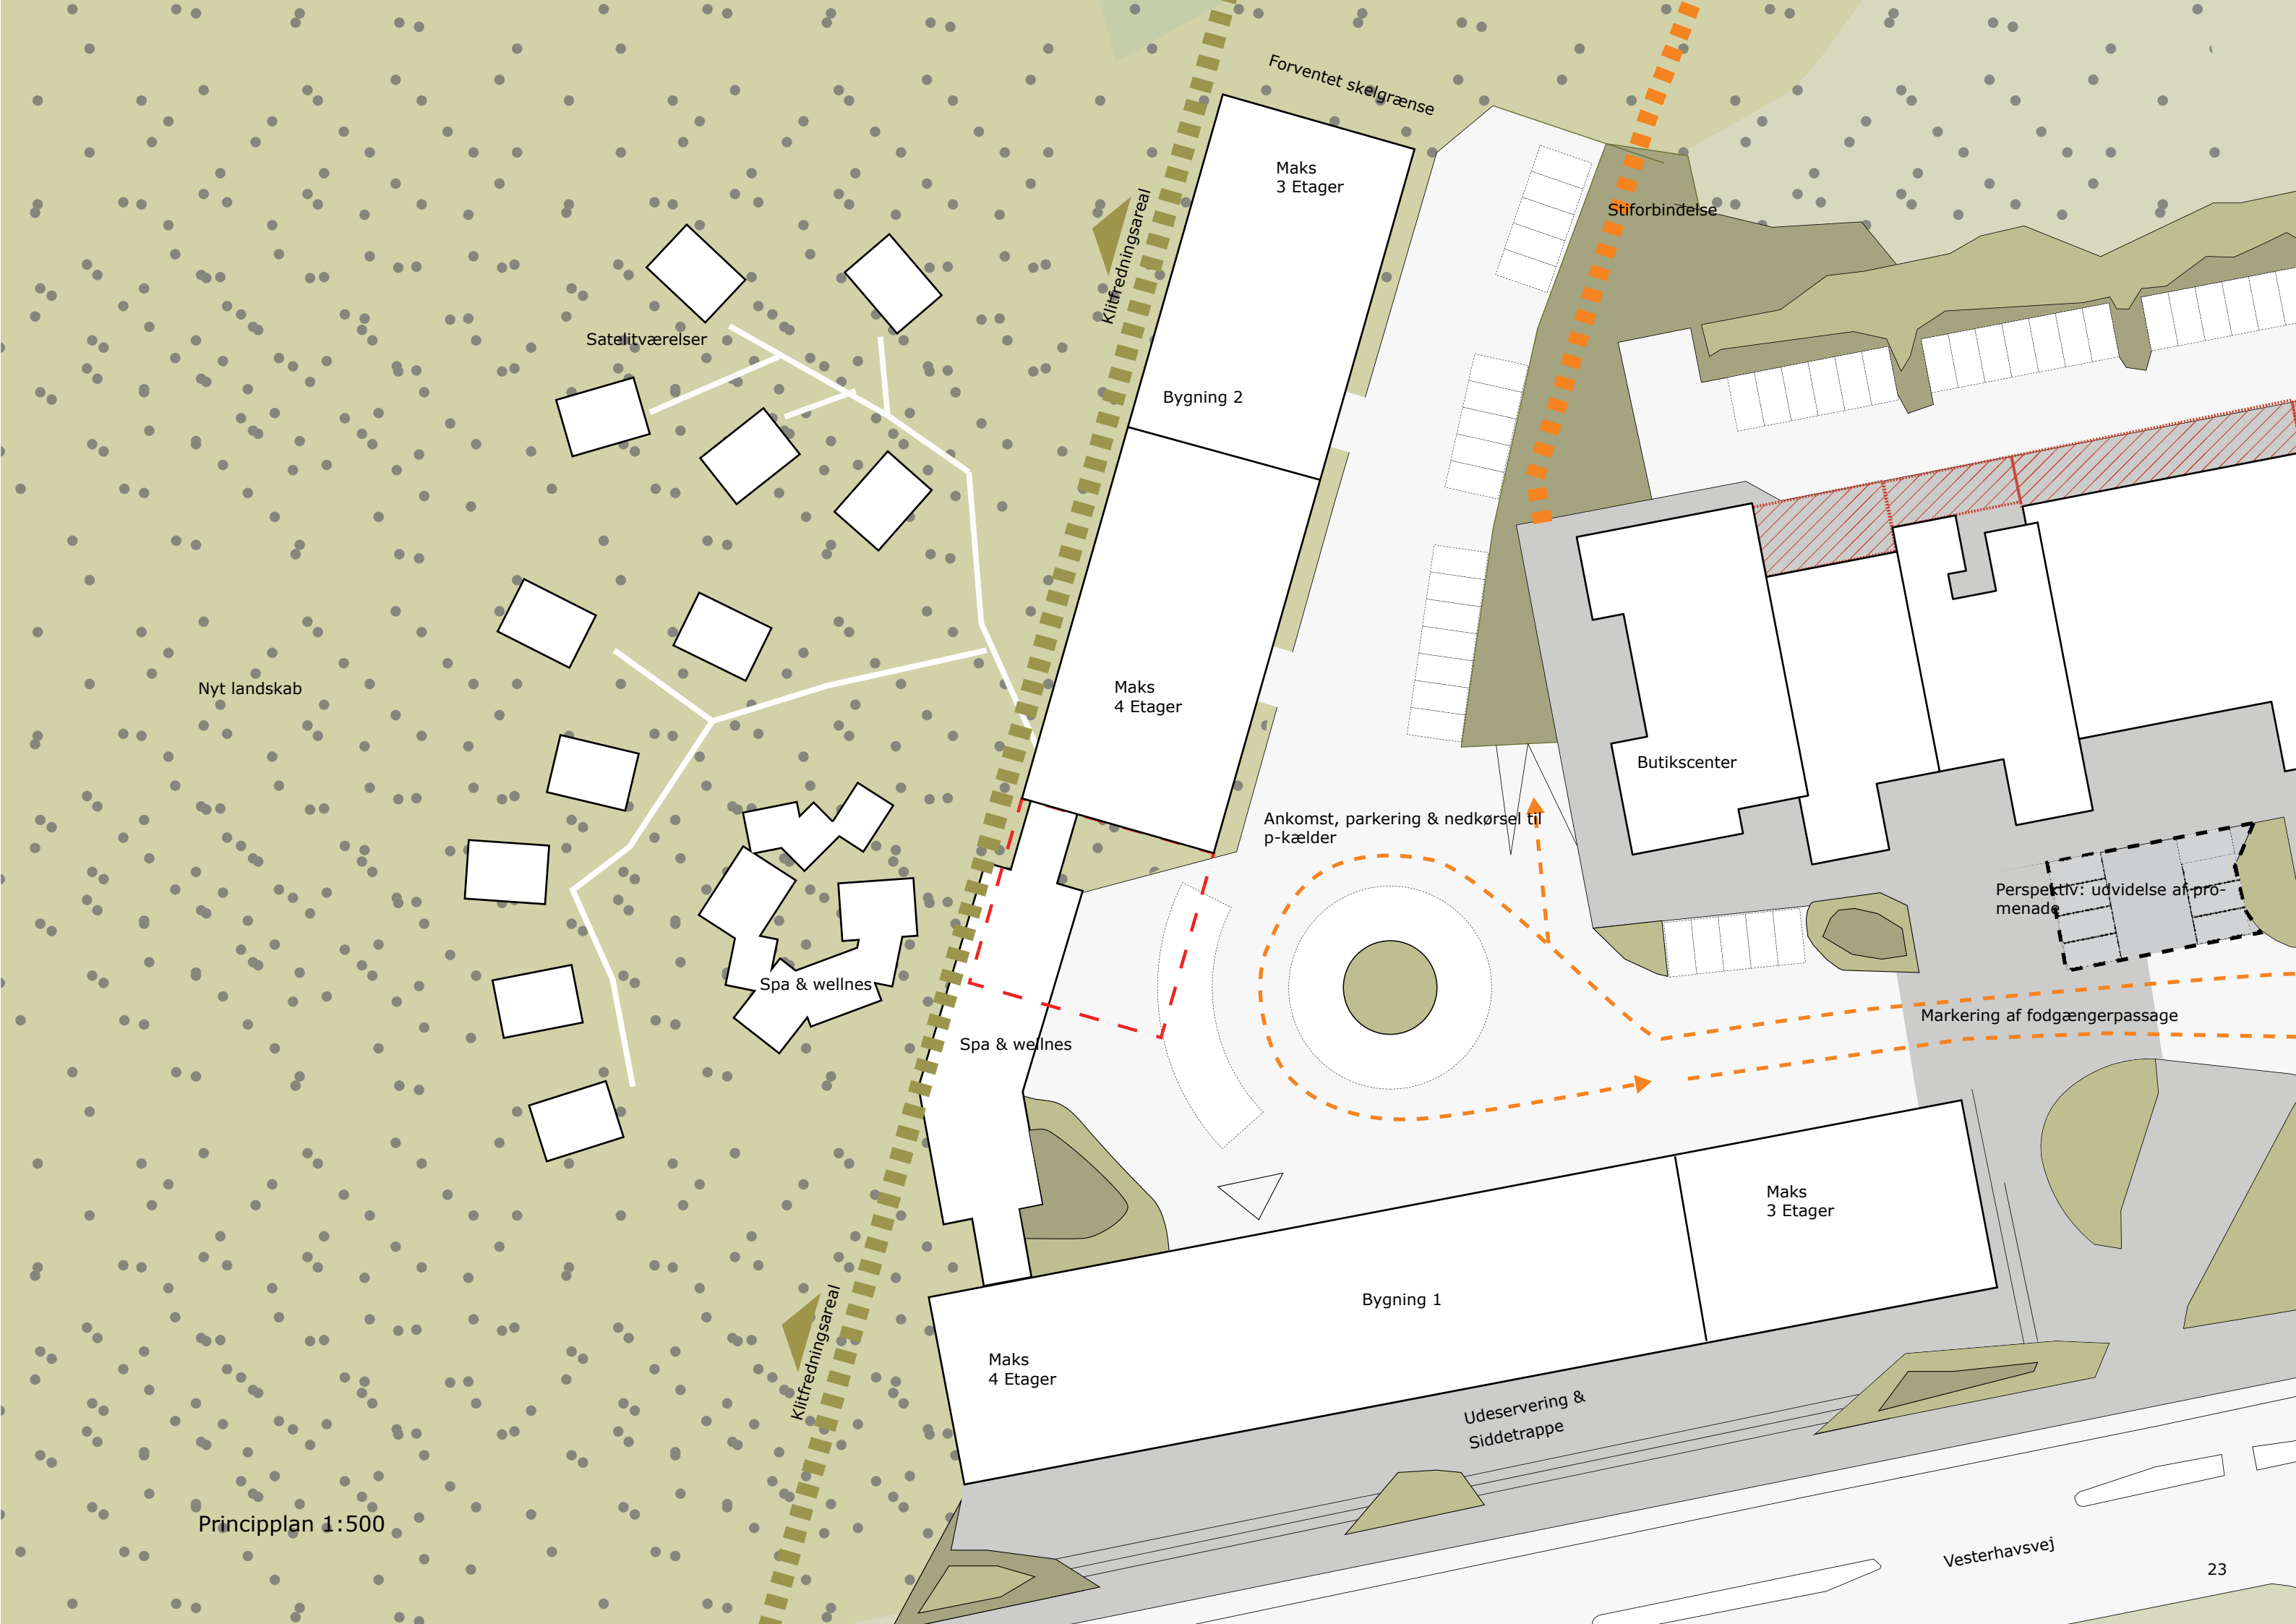 Forventet skelgrænse
Maks
3 Etager
Stiforbindelse
Klitfredningsareal
Satelitværelser
Bygning 2
Nyt landskab
Maks
4 Etager
Butikscenter
Ankomst, parkering & nedkørsel til
p-kælder
Perspektiv: udvidelse af pro-
menade
Spa & wellnes
Markering af fodgængerpassage
Spa & wellnes
Maks
3 Etager
Bygning 1
Klitfredningsareal
Maks
4 Etager
Udeservering &
Siddetrappe
Principplan 1:500
Vesterhavsvej
23